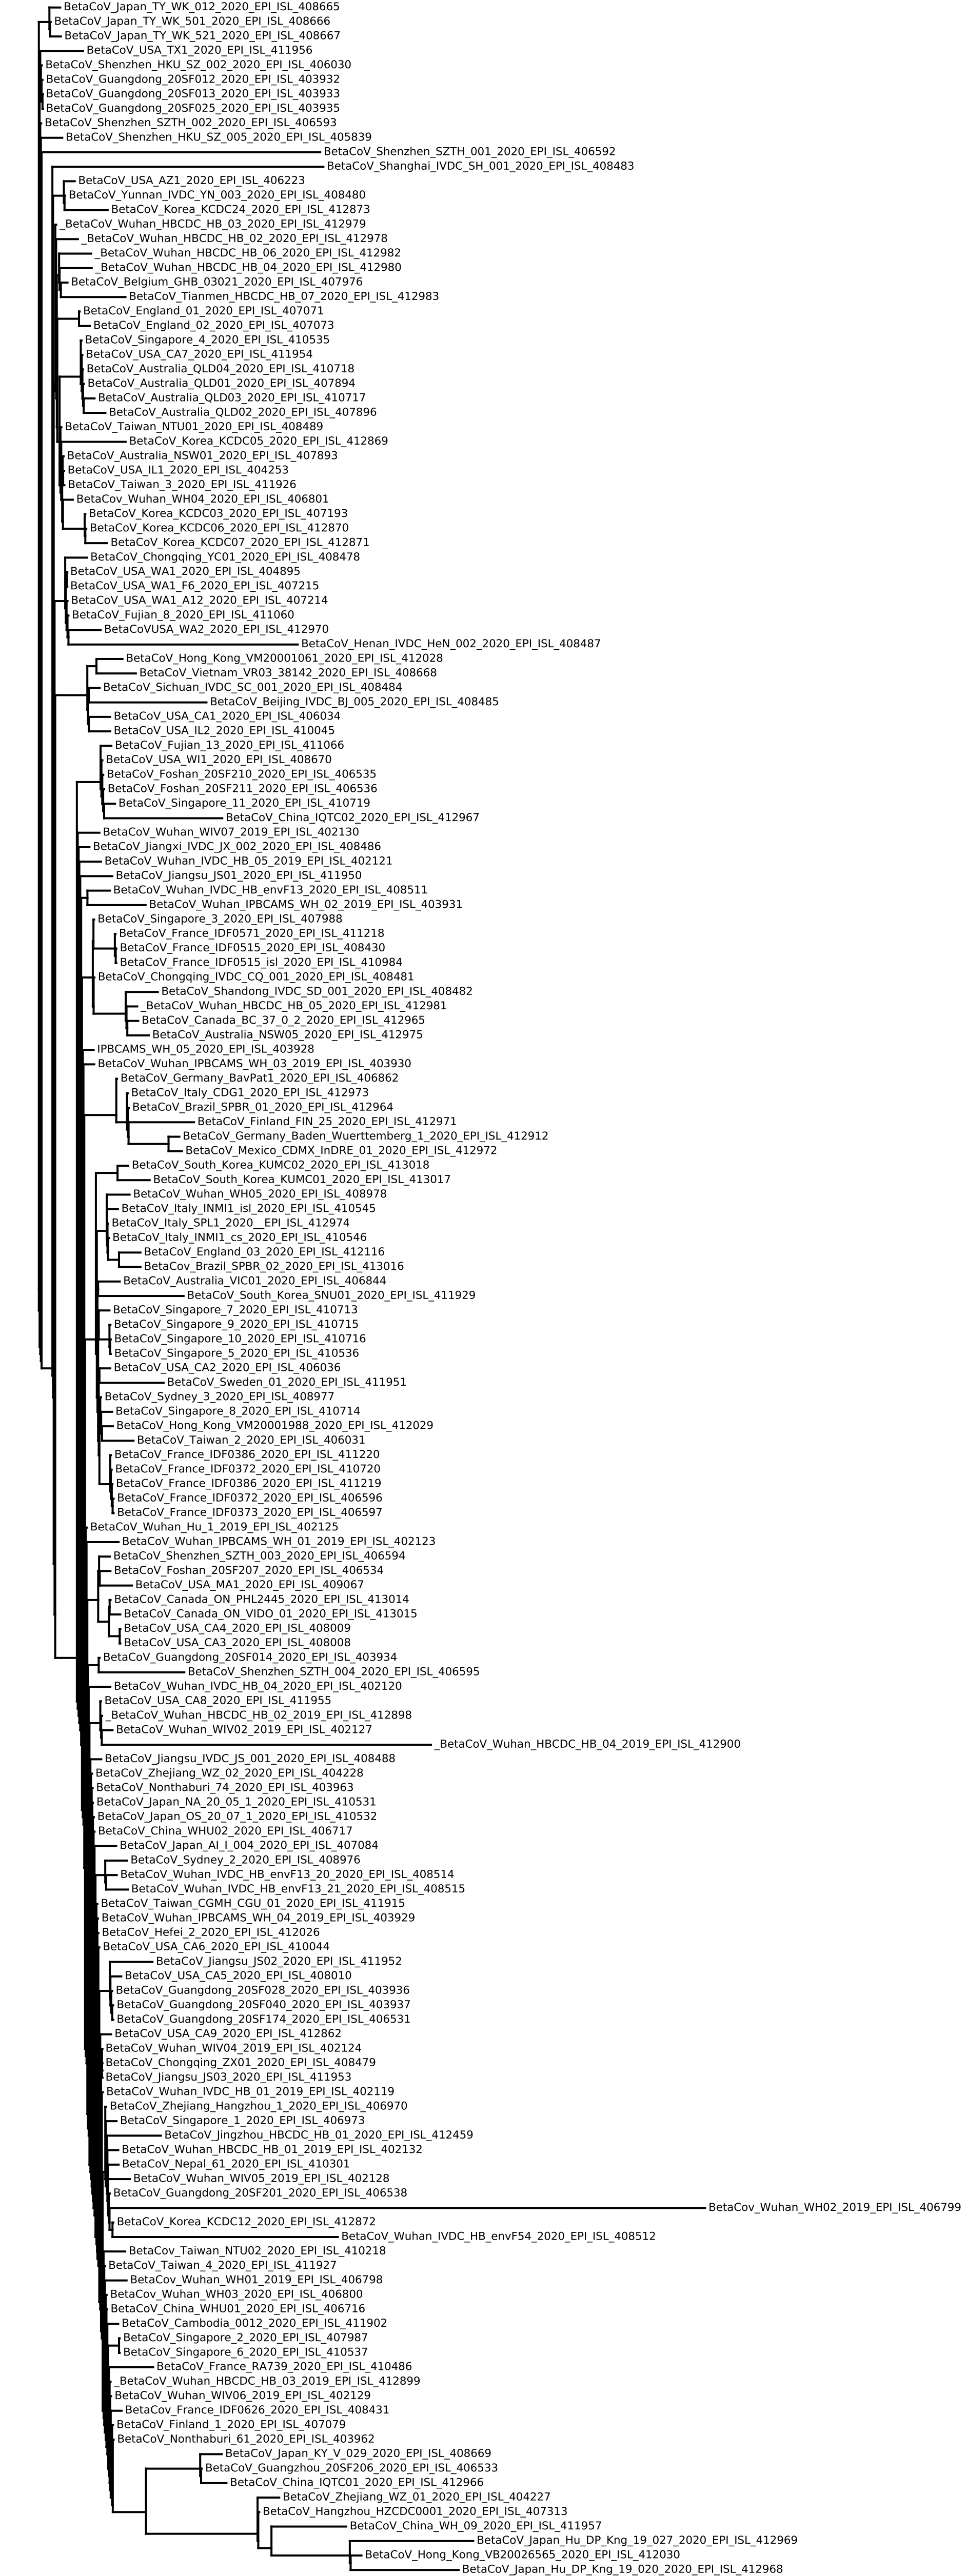 BetaCoV_Japan_TY_WK_012_2020_EPI_ISL_408665
BetaCoV_Japan_TY_WK_501_2020_EPI_ISL_408666
BetaCoV_Japan_TY_WK_521_2020_EPI_ISL_408667
BetaCoV_USA_TX1_2020_EPI_ISL_411956
BetaCoV_Shenzhen_HKU_SZ_002_2020_EPI_ISL_406030
BetaCoV_Guangdong_20SF012_2020_EPI_ISL_403932
BetaCoV_Guangdong_20SF013_2020_EPI_ISL_403933
BetaCoV_Guangdong_20SF025_2020_EPI_ISL_403935
BetaCoV_Shenzhen_SZTH_002_2020_EPI_ISL_406593
BetaCoV_Shenzhen_HKU_SZ_005_2020_EPI_ISL_405839
BetaCoV_Shenzhen_SZTH_001_2020_EPI_ISL_406592
BetaCoV_Shanghai_IVDC_SH_001_2020_EPI_ISL_408483
BetaCoV_USA_AZ1_2020_EPI_ISL_406223
BetaCoV_Yunnan_IVDC_YN_003_2020_EPI_ISL_408480
BetaCoV_Korea_KCDC24_2020_EPI_ISL_412873
_BetaCoV_Wuhan_HBCDC_HB_03_2020_EPI_ISL_412979
_BetaCoV_Wuhan_HBCDC_HB_02_2020_EPI_ISL_412978
_BetaCoV_Wuhan_HBCDC_HB_06_2020_EPI_ISL_412982
_BetaCoV_Wuhan_HBCDC_HB_04_2020_EPI_ISL_412980
BetaCoV_Belgium_GHB_03021_2020_EPI_ISL_407976
BetaCoV_Tianmen_HBCDC_HB_07_2020_EPI_ISL_412983
BetaCoV_England_01_2020_EPI_ISL_407071
BetaCoV_England_02_2020_EPI_ISL_407073
BetaCoV_Singapore_4_2020_EPI_ISL_410535
BetaCoV_USA_CA7_2020_EPI_ISL_411954
BetaCoV_Australia_QLD04_2020_EPI_ISL_410718
BetaCoV_Australia_QLD01_2020_EPI_ISL_407894
BetaCoV_Australia_QLD03_2020_EPI_ISL_410717
BetaCoV_Australia_QLD02_2020_EPI_ISL_407896
BetaCoV_Taiwan_NTU01_2020_EPI_ISL_408489
BetaCoV_Korea_KCDC05_2020_EPI_ISL_412869
BetaCoV_Australia_NSW01_2020_EPI_ISL_407893
BetaCoV_USA_IL1_2020_EPI_ISL_404253
BetaCoV_Taiwan_3_2020_EPI_ISL_411926
BetaCov_Wuhan_WH04_2020_EPI_ISL_406801
BetaCoV_Korea_KCDC03_2020_EPI_ISL_407193
BetaCoV_Korea_KCDC06_2020_EPI_ISL_412870
BetaCoV_Korea_KCDC07_2020_EPI_ISL_412871
BetaCoV_Chongqing_YC01_2020_EPI_ISL_408478
BetaCoV_USA_WA1_2020_EPI_ISL_404895
BetaCoV_USA_WA1_F6_2020_EPI_ISL_407215
BetaCoV_USA_WA1_A12_2020_EPI_ISL_407214
BetaCoV_Fujian_8_2020_EPI_ISL_411060
BetaCoVUSA_WA2_2020_EPI_ISL_412970
BetaCoV_Henan_IVDC_HeN_002_2020_EPI_ISL_408487
BetaCoV_Hong_Kong_VM20001061_2020_EPI_ISL_412028
BetaCoV_Vietnam_VR03_38142_2020_EPI_ISL_408668
BetaCoV_Sichuan_IVDC_SC_001_2020_EPI_ISL_408484
BetaCoV_Beijing_IVDC_BJ_005_2020_EPI_ISL_408485
BetaCoV_USA_CA1_2020_EPI_ISL_406034
BetaCoV_USA_IL2_2020_EPI_ISL_410045
BetaCoV_Fujian_13_2020_EPI_ISL_411066
BetaCoV_USA_WI1_2020_EPI_ISL_408670
BetaCoV_Foshan_20SF210_2020_EPI_ISL_406535
BetaCoV_Foshan_20SF211_2020_EPI_ISL_406536
BetaCoV_Singapore_11_2020_EPI_ISL_410719
BetaCoV_China_IQTC02_2020_EPI_ISL_412967
BetaCoV_Wuhan_WIV07_2019_EPI_ISL_402130
BetaCoV_Jiangxi_IVDC_JX_002_2020_EPI_ISL_408486
BetaCoV_Wuhan_IVDC_HB_05_2019_EPI_ISL_402121
BetaCoV_Jiangsu_JS01_2020_EPI_ISL_411950
BetaCoV_Wuhan_IVDC_HB_envF13_2020_EPI_ISL_408511
BetaCoV_Wuhan_IPBCAMS_WH_02_2019_EPI_ISL_403931
BetaCoV_Singapore_3_2020_EPI_ISL_407988
BetaCoV_France_IDF0571_2020_EPI_ISL_411218
BetaCoV_France_IDF0515_2020_EPI_ISL_408430
BetaCoV_France_IDF0515_isl_2020_EPI_ISL_410984
BetaCoV_Chongqing_IVDC_CQ_001_2020_EPI_ISL_408481
BetaCoV_Shandong_IVDC_SD_001_2020_EPI_ISL_408482
_BetaCoV_Wuhan_HBCDC_HB_05_2020_EPI_ISL_412981
BetaCoV_Canada_BC_37_0_2_2020_EPI_ISL_412965
BetaCoV_Australia_NSW05_2020_EPI_ISL_412975
IPBCAMS_WH_05_2020_EPI_ISL_403928
BetaCoV_Wuhan_IPBCAMS_WH_03_2019_EPI_ISL_403930
BetaCoV_Germany_BavPat1_2020_EPI_ISL_406862
BetaCoV_Italy_CDG1_2020_EPI_ISL_412973
BetaCoV_Brazil_SPBR_01_2020_EPI_ISL_412964
BetaCoV_Finland_FIN_25_2020_EPI_ISL_412971
BetaCoV_Germany_Baden_Wuerttemberg_1_2020_EPI_ISL_412912
BetaCoV_Mexico_CDMX_InDRE_01_2020_EPI_ISL_412972
BetaCoV_South_Korea_KUMC02_2020_EPI_ISL_413018
BetaCoV_South_Korea_KUMC01_2020_EPI_ISL_413017
BetaCoV_Wuhan_WH05_2020_EPI_ISL_408978
BetaCoV_Italy_INMI1_isl_2020_EPI_ISL_410545
BetaCoV_Italy_SPL1_2020__EPI_ISL_412974
BetaCoV_Italy_INMI1_cs_2020_EPI_ISL_410546
BetaCoV_England_03_2020_EPI_ISL_412116
BetaCov_Brazil_SPBR_02_2020_EPI_ISL_413016
BetaCoV_Australia_VIC01_2020_EPI_ISL_406844
BetaCoV_South_Korea_SNU01_2020_EPI_ISL_411929
BetaCoV_Singapore_7_2020_EPI_ISL_410713
BetaCoV_Singapore_9_2020_EPI_ISL_410715
BetaCoV_Singapore_10_2020_EPI_ISL_410716
BetaCoV_Singapore_5_2020_EPI_ISL_410536
BetaCoV_USA_CA2_2020_EPI_ISL_406036
BetaCoV_Sweden_01_2020_EPI_ISL_411951
BetaCoV_Sydney_3_2020_EPI_ISL_408977
BetaCoV_Singapore_8_2020_EPI_ISL_410714
BetaCoV_Hong_Kong_VM20001988_2020_EPI_ISL_412029
BetaCoV_Taiwan_2_2020_EPI_ISL_406031
BetaCoV_France_IDF0386_2020_EPI_ISL_411220
BetaCoV_France_IDF0372_2020_EPI_ISL_410720
BetaCoV_France_IDF0386_2020_EPI_ISL_411219
BetaCoV_France_IDF0372_2020_EPI_ISL_406596
BetaCoV_France_IDF0373_2020_EPI_ISL_406597
BetaCoV_Wuhan_Hu_1_2019_EPI_ISL_402125
BetaCoV_Wuhan_IPBCAMS_WH_01_2019_EPI_ISL_402123
BetaCoV_Shenzhen_SZTH_003_2020_EPI_ISL_406594
BetaCoV_Foshan_20SF207_2020_EPI_ISL_406534
BetaCoV_USA_MA1_2020_EPI_ISL_409067
BetaCoV_Canada_ON_PHL2445_2020_EPI_ISL_413014
BetaCoV_Canada_ON_VIDO_01_2020_EPI_ISL_413015
BetaCoV_USA_CA4_2020_EPI_ISL_408009
BetaCoV_USA_CA3_2020_EPI_ISL_408008
BetaCoV_Guangdong_20SF014_2020_EPI_ISL_403934
BetaCoV_Shenzhen_SZTH_004_2020_EPI_ISL_406595
BetaCoV_Wuhan_IVDC_HB_04_2020_EPI_ISL_402120
BetaCoV_USA_CA8_2020_EPI_ISL_411955
_BetaCoV_Wuhan_HBCDC_HB_02_2019_EPI_ISL_412898
BetaCoV_Wuhan_WIV02_2019_EPI_ISL_402127
_BetaCoV_Wuhan_HBCDC_HB_04_2019_EPI_ISL_412900
BetaCoV_Jiangsu_IVDC_JS_001_2020_EPI_ISL_408488
BetaCoV_Zhejiang_WZ_02_2020_EPI_ISL_404228
BetaCoV_Nonthaburi_74_2020_EPI_ISL_403963
BetaCoV_Japan_NA_20_05_1_2020_EPI_ISL_410531
BetaCoV_Japan_OS_20_07_1_2020_EPI_ISL_410532
BetaCoV_China_WHU02_2020_EPI_ISL_406717
BetaCoV_Japan_AI_I_004_2020_EPI_ISL_407084
BetaCoV_Sydney_2_2020_EPI_ISL_408976
BetaCoV_Wuhan_IVDC_HB_envF13_20_2020_EPI_ISL_408514
BetaCoV_Wuhan_IVDC_HB_envF13_21_2020_EPI_ISL_408515
BetaCoV_Taiwan_CGMH_CGU_01_2020_EPI_ISL_411915
BetaCoV_Wuhan_IPBCAMS_WH_04_2019_EPI_ISL_403929
BetaCoV_Hefei_2_2020_EPI_ISL_412026
BetaCoV_USA_CA6_2020_EPI_ISL_410044
BetaCoV_Jiangsu_JS02_2020_EPI_ISL_411952
BetaCoV_USA_CA5_2020_EPI_ISL_408010
BetaCoV_Guangdong_20SF028_2020_EPI_ISL_403936
BetaCoV_Guangdong_20SF040_2020_EPI_ISL_403937
BetaCoV_Guangdong_20SF174_2020_EPI_ISL_406531
BetaCoV_USA_CA9_2020_EPI_ISL_412862
BetaCoV_Wuhan_WIV04_2019_EPI_ISL_402124
BetaCoV_Chongqing_ZX01_2020_EPI_ISL_408479
BetaCoV_Jiangsu_JS03_2020_EPI_ISL_411953
BetaCoV_Wuhan_IVDC_HB_01_2019_EPI_ISL_402119
BetaCoV_Zhejiang_Hangzhou_1_2020_EPI_ISL_406970
BetaCoV_Singapore_1_2020_EPI_ISL_406973
BetaCoV_Jingzhou_HBCDC_HB_01_2020_EPI_ISL_412459
BetaCoV_Wuhan_HBCDC_HB_01_2019_EPI_ISL_402132
BetaCoV_Nepal_61_2020_EPI_ISL_410301
BetaCoV_Wuhan_WIV05_2019_EPI_ISL_402128
BetaCoV_Guangdong_20SF201_2020_EPI_ISL_406538
BetaCov_Wuhan_WH02_2019_EPI_ISL_406799
BetaCoV_Korea_KCDC12_2020_EPI_ISL_412872
BetaCoV_Wuhan_IVDC_HB_envF54_2020_EPI_ISL_408512
BetaCov_Taiwan_NTU02_2020_EPI_ISL_410218
BetaCoV_Taiwan_4_2020_EPI_ISL_411927
BetaCov_Wuhan_WH01_2019_EPI_ISL_406798
BetaCov_Wuhan_WH03_2020_EPI_ISL_406800
BetaCoV_China_WHU01_2020_EPI_ISL_406716
BetaCoV_Cambodia_0012_2020_EPI_ISL_411902
BetaCoV_Singapore_2_2020_EPI_ISL_407987
BetaCoV_Singapore_6_2020_EPI_ISL_410537
BetaCoV_France_RA739_2020_EPI_ISL_410486
_BetaCoV_Wuhan_HBCDC_HB_03_2019_EPI_ISL_412899
BetaCoV_Wuhan_WIV06_2019_EPI_ISL_402129
BetaCov_France_IDF0626_2020_EPI_ISL_408431
BetaCoV_Finland_1_2020_EPI_ISL_407079
BetaCoV_Nonthaburi_61_2020_EPI_ISL_403962
BetaCoV_Japan_KY_V_029_2020_EPI_ISL_408669
BetaCoV_Guangzhou_20SF206_2020_EPI_ISL_406533
BetaCoV_China_IQTC01_2020_EPI_ISL_412966
BetaCoV_Zhejiang_WZ_01_2020_EPI_ISL_404227
BetaCoV_Hangzhou_HZCDC0001_2020_EPI_ISL_407313
BetaCoV_China_WH_09_2020_EPI_ISL_411957
BetaCoV_Japan_Hu_DP_Kng_19_027_2020_EPI_ISL_412969
BetaCoV_Hong_Kong_VB20026565_2020_EPI_ISL_412030
BetaCoV_Japan_Hu_DP_Kng_19_020_2020_EPI_ISL_412968